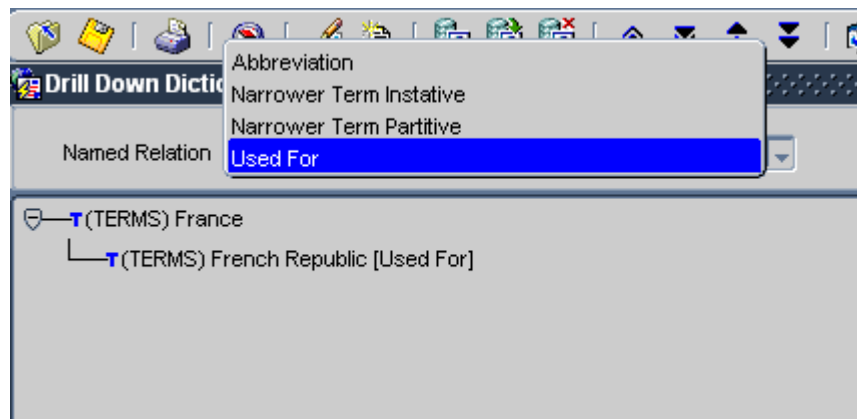 Abbreviation
Drill Down Dictio
Narrower Term Instative
Narrower Term Partitive
Named Relation
Used For
T (TERMS) France
T (TERMS) French Republic [Used For]